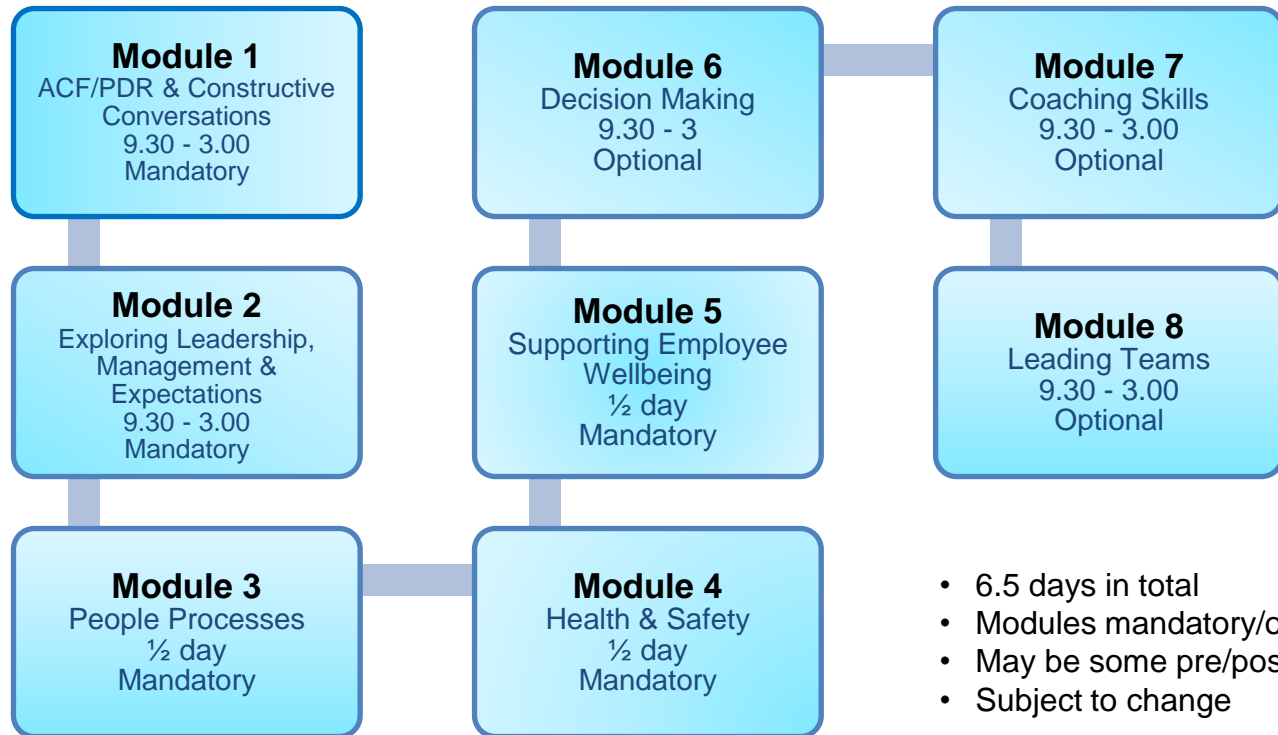 Module 1
ACF/PDR & Constructive
Conversations
9.30 - 3.00
Mandatory
Module 2
Exploring Leadership,
Management &
Expectations
9.30 - 3.00
Mandatory
Module 3
People Processes
½ day
Mandatory
Module 4
Health & Safety
½ day
Mandatory
Module 5
Supporting Employee
Wellbeing
½ day
Mandatory
Module 6
Decision Making
9.30 - 3
Optional
Module 7
Coaching Skills
9.30 - 3.00
Optional
Module 8
Leading Teams
9.30 - 3.00
Optional
• 6.5 days in total
• Modules mandatory/
• May be some
• Subject to change